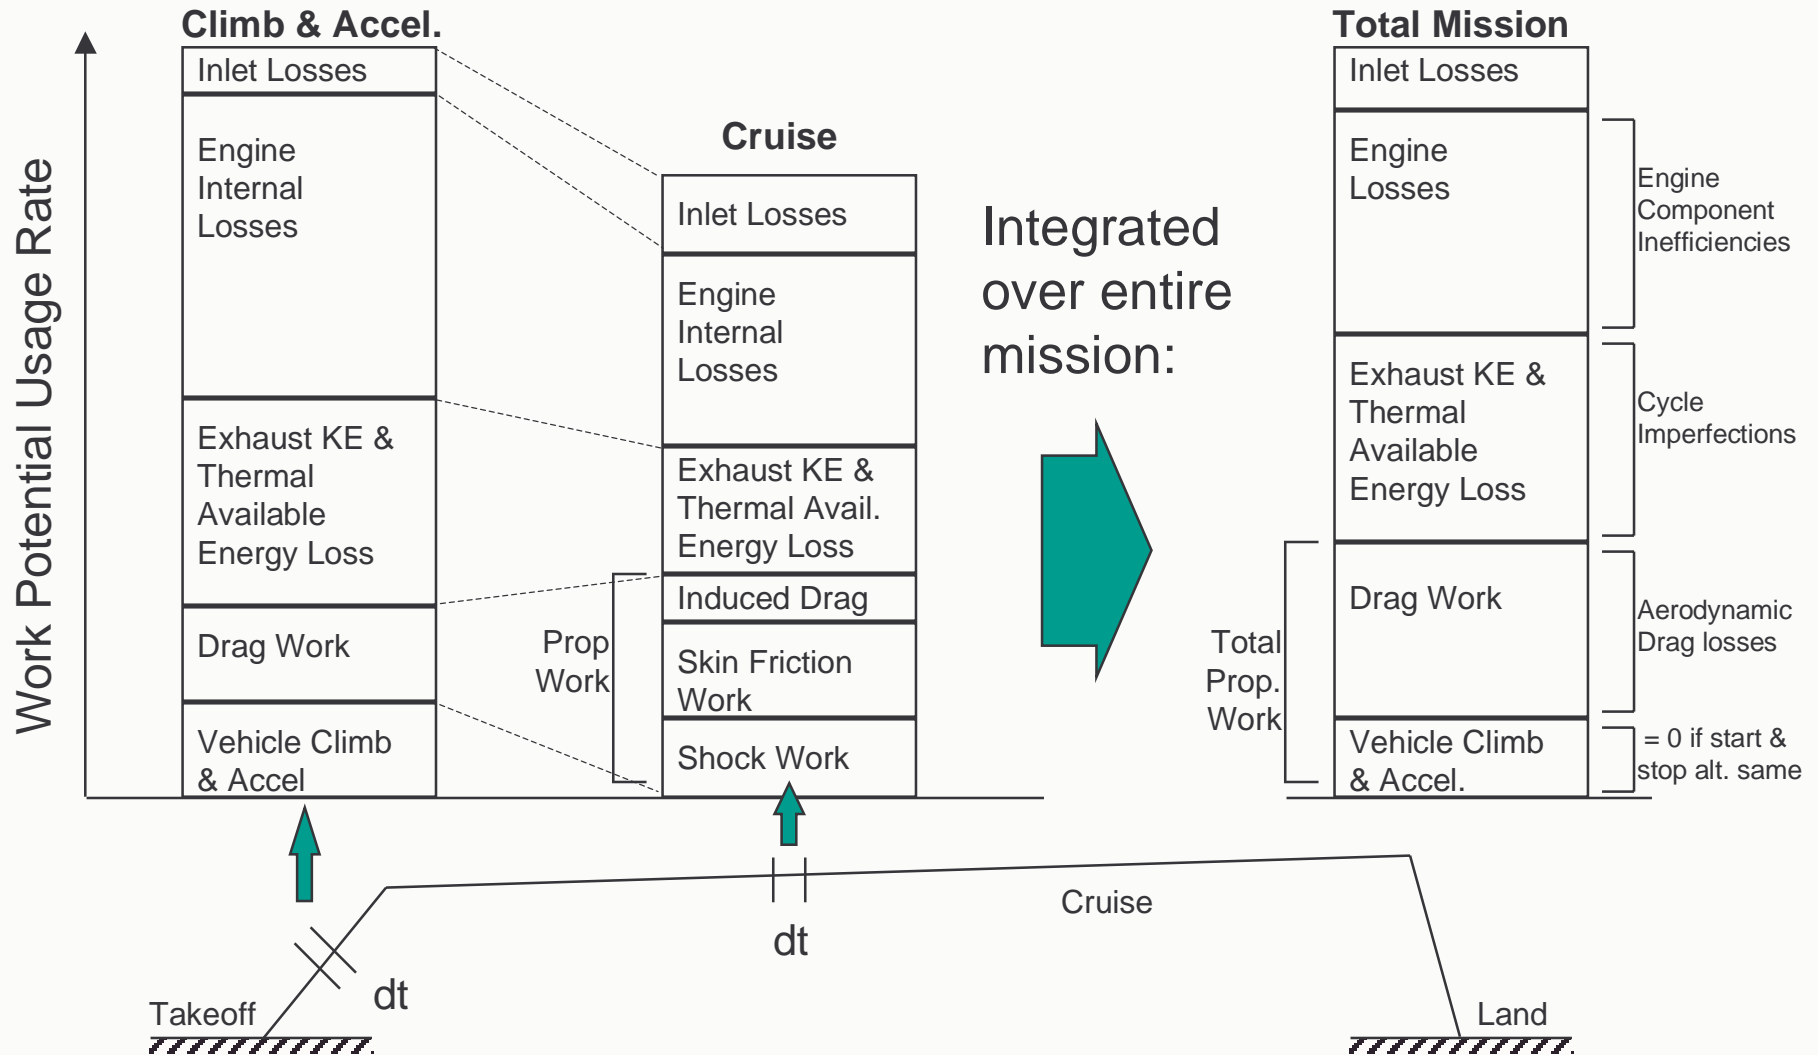 Climb & Accel.
Inlet Losses
Engine
Internal
Losses
Exhaust KE &
Thermal
Available
Energy Loss
Drag Work
Vehicle Climb
& Accel
Work Potential Usage Rate
Cruise
Inlet Losses
Engine
Internal
Losses
Exhaust KE &
Thermal Avail.
Energy Loss
Induced Drag
Skin Friction
Work
Shock Work
Prop
Work
Integrated
over entire
mission:
Total Mission
Inlet Losses
Engine
Losses
Exhaust KE &
Thermal
Available
Energy Loss
Drag Work
Vehicle Climb
& Accel.
Total
Prop.
Work
Engine
Component
Inefficiencies
Cycle
Imperfections
Aerodynamic
Drag losses
= 0 if start &
stop alt. same
Cruise
dt
dt
Takeoff
Land